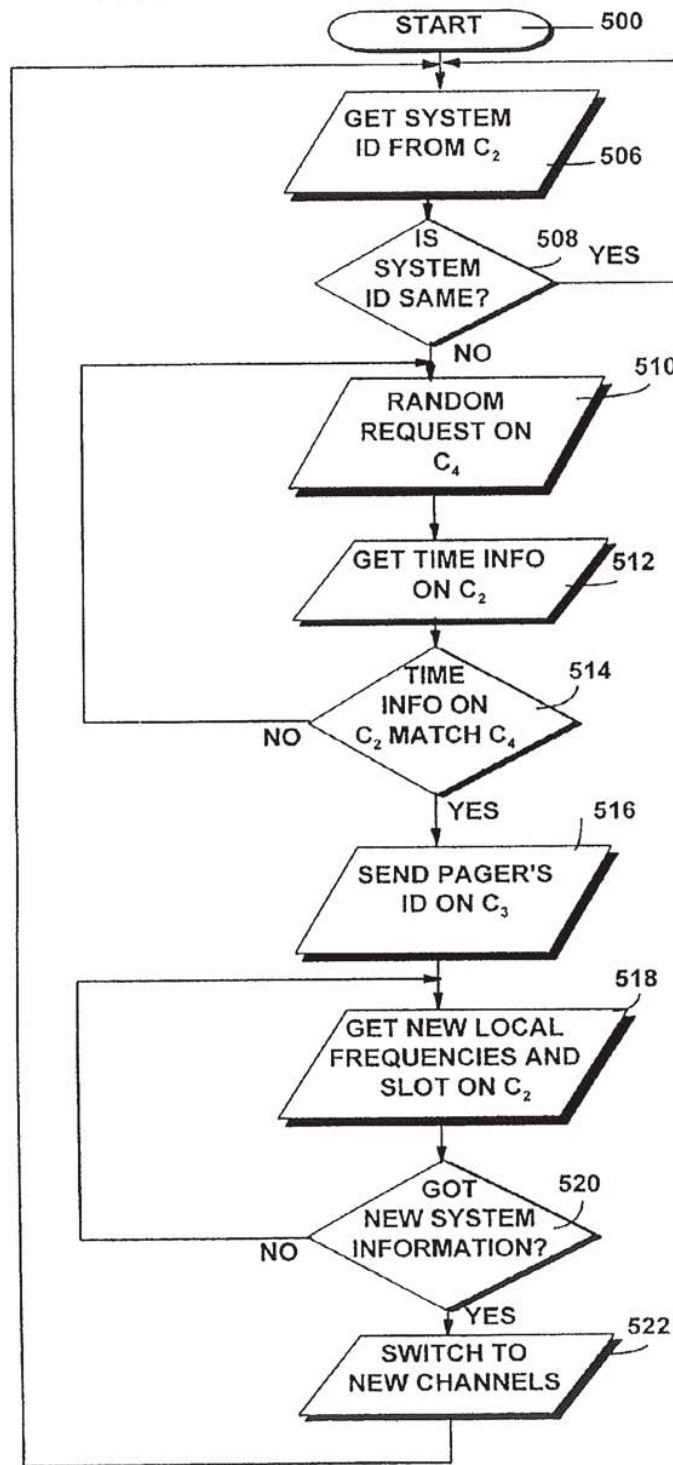 START
500
GET SYSTEM
ID FROM C₂
506
IS
SYSTEM
ID SAME?
508
YES
NO
510
RANDOM
REQUEST ON
C₄
GET TIME INFO
ON C₂
512
TIME
INFO ON
C₂ MATCH C₄
514
NO
YES
516
SEND PAGER'S
ID ON C₃
518
GET NEW LOCAL
FREQUENCIES AND
SLOT ON C₂
GOT
NEW SYSTEM
INFORMATION?
520
NO
YES
522
SWITCH TO
NEW CHANNELS